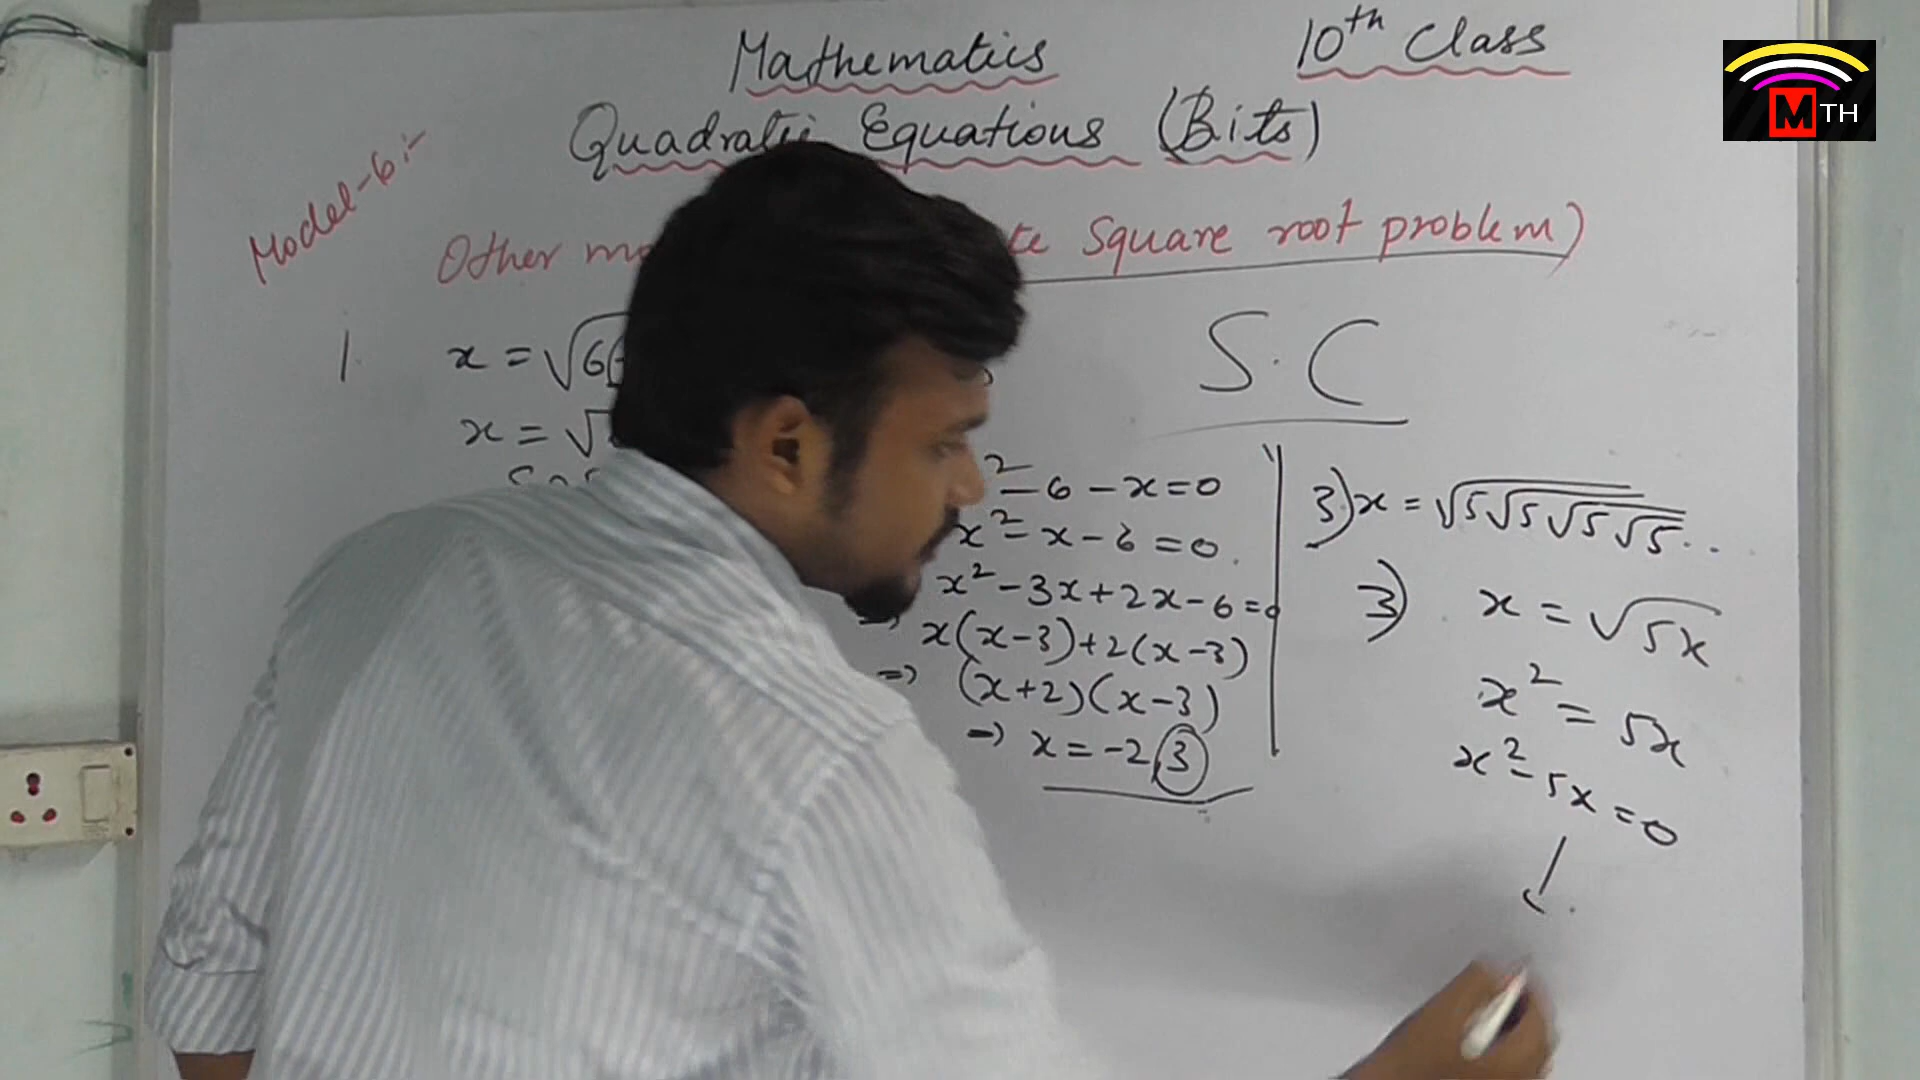 Mathematics 10th Class
MTH
Quadratic Equations (Bits)
Model-6:-
Other square root problem)
1. x = √6
S.C
x = √
2 - 6 - x = 0
x² - x - 6 = 0
x² - 3x + 2x - 6 = 0
⇒ x(x-3) + 2(x-3)
⇒ (x+2)(x-3)
⇒ x = -2, 3
3) x = √5√5√5√5...
3) x = √5x
x² = 5x
x² - 5x = 0